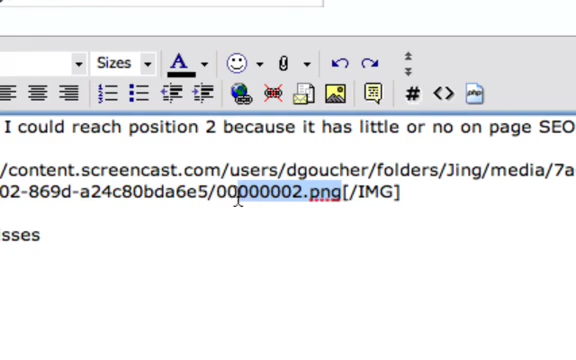 Sizes A
# <> php
I could reach position 2 because it has little or no on page SEO
/content.screencast.com/users/dgoucher/folders/Jing/media/7a
02-869d-a24c80bda6e5/00000002.png[/IMG]
sses